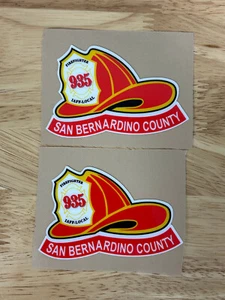 FIREFIGHTER
935
IAFF-LOCAL
SAN BERNARDINO COUNTY
FIREFIGHTER
935
IAFF-LOCAL
SAN BERNARDINO COUNTY